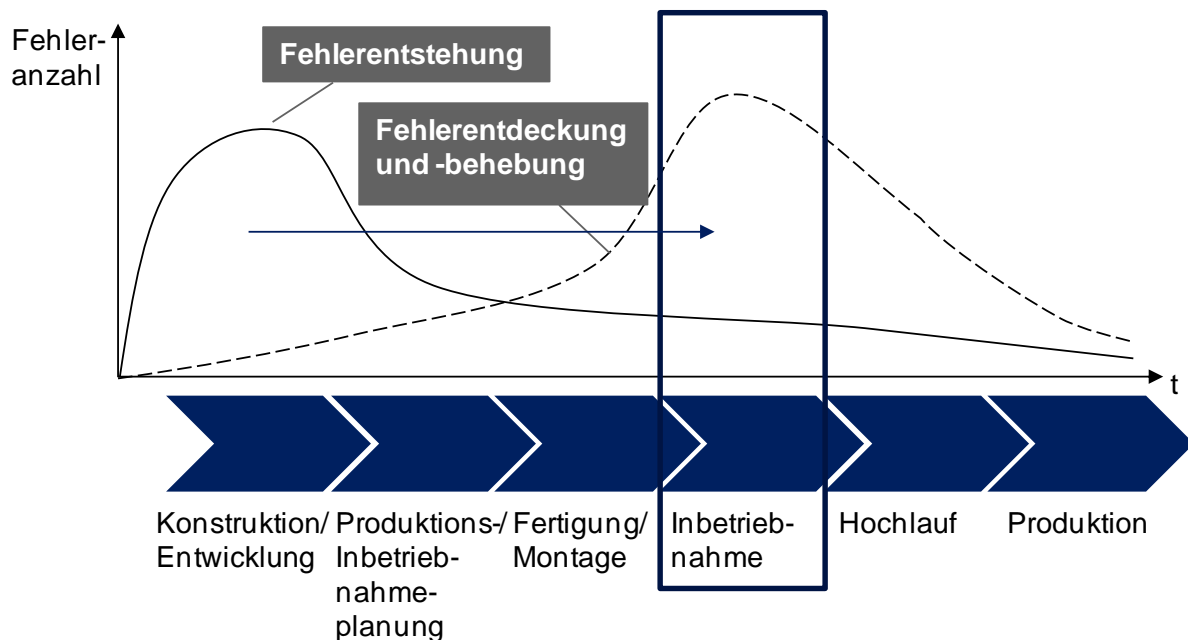 Fehler-
anzahl
Fehlerentstehung
Fehlerentdeckung
und -behebung
t
Konstruktion/
Entwicklung
Produktions-/
Inbetrieb-
nahme-
planung
Fertigung/
Montage
Inbetrieb-
nahme
Hochlauf
Produktion